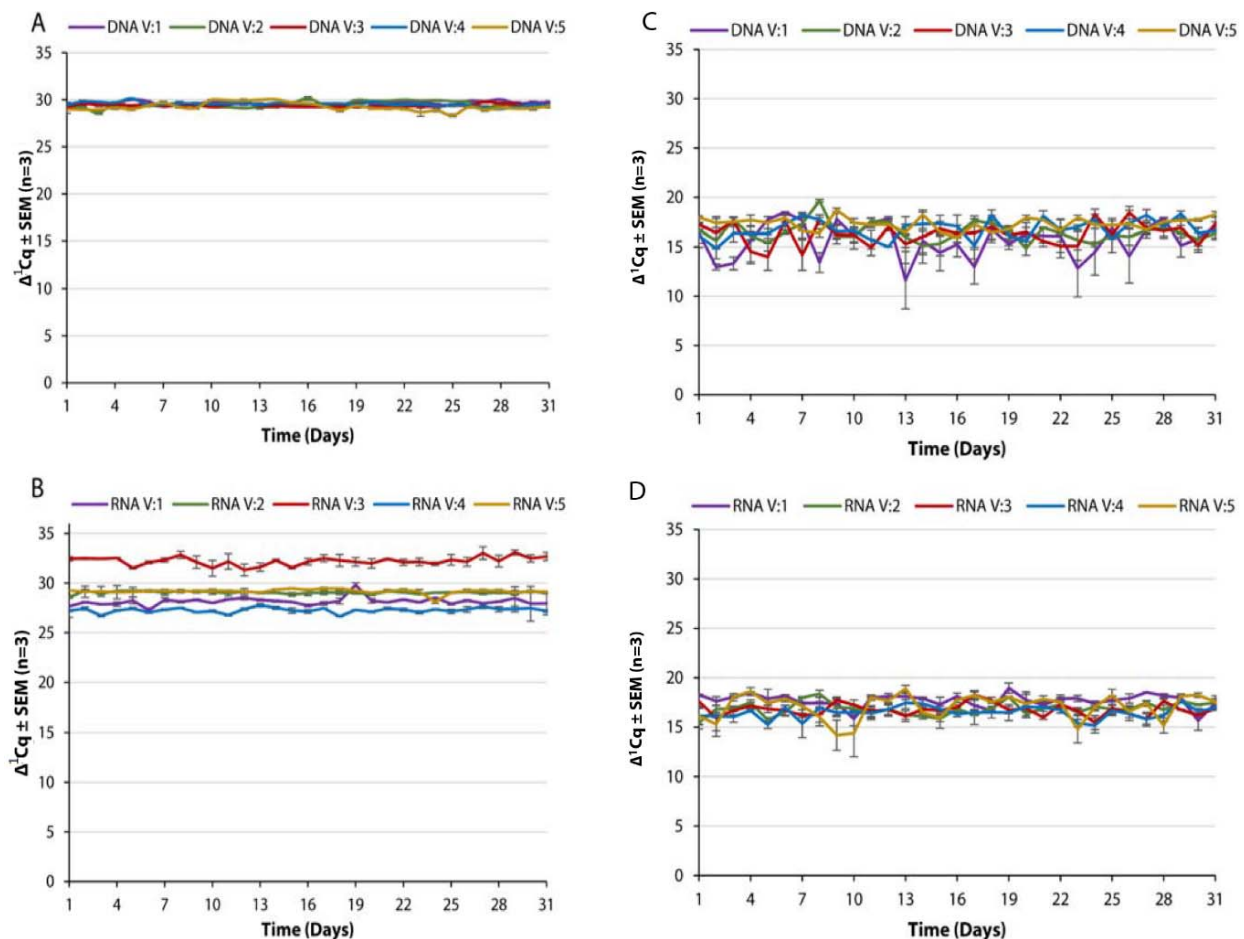 A
DNA V:1 DNA V:2 DNA V:3 DNA V:4 DNA V:5
Δ¹Cq ± SEM (n=3)
35
30
25
20
15
10
5
0
1 4 7 10 13 16 19 22 25 28 31
Time (Days)
C
DNA V:1 DNA V:2 DNA V:3 DNA V:4 DNA V:5
Δ¹Cq ± SEM (n=3)
35
30
25
20
15
10
5
0
1 4 7 10 13 16 19 22 25 28 31
Time (Days)
B
RNA V:1 RNA V:2 RNA V:3 RNA V:4 RNA V:5
Δ¹Cq ± SEM (n=3)
35
30
25
20
15
10
5
0
1 4 7 10 13 16 19 22 25 28 31
Time (Days)
D
RNA V:1 RNA V:2 RNA V:3 RNA V:4 RNA V:5
Δ¹Cq ± SEM (n=3)
35
30
25
20
15
10
5
0
1 4 7 10 13 16 19 22 25 28 31
Time (Days)